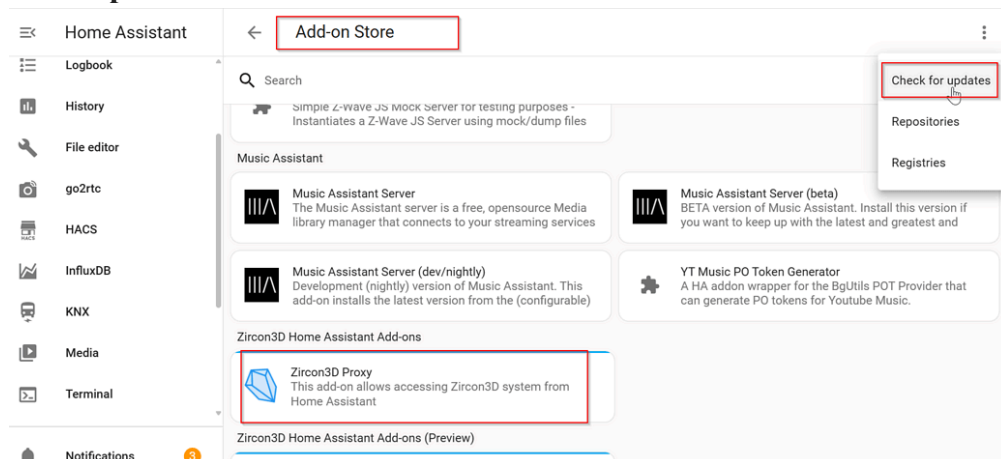 Home Assistant
Add-on Store
Logbook
Search
Check for updates
History
Simple Z-Wave JS Mock Server for testing purposes -
Instantiates a Z-Wave JS Server using mock/dump files
Repositories
File editor
Music Assistant
Registries
go2rtc
Music Assistant Server
The Music Assistant server is a free, opensource Media
library manager that connects to your streaming services
Music Assistant Server (beta)
BETA version of Music Assistant. Install this version if
you want to keep up with the latest and greatest and
HACS
HACS
InfluxDB
Music Assistant Server (dev/nightly)
Development (nightly) version of Music Assistant. This
add-on installs the latest version from the (configurable)
YT Music PO Token Generator
A HA addon wrapper for the BgUtils POT Provider that
can generate PO tokens for Youtube Music.
KNX
Zircon3D Home Assistant Add-ons
Media
Zircon3D Proxy
This add-on allows accessing Zircon3D system from
Home Assistant
Terminal
Zircon3D Home Assistant Add-ons (Preview)
Notifications
3